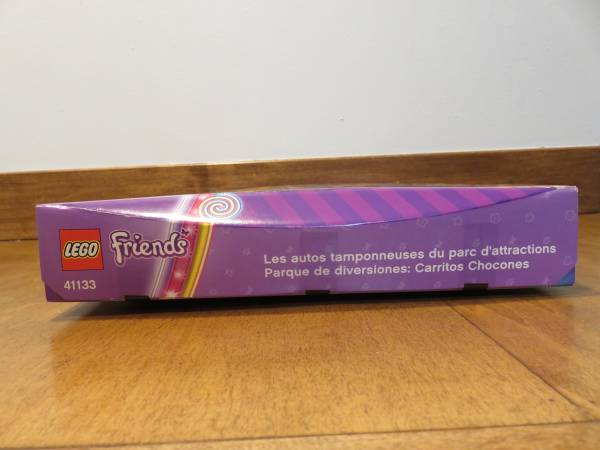 LEGO
Friends
41133
Les autos tamponneuses du parc d'attractions
Parque de diversiones: Carritos Chocones